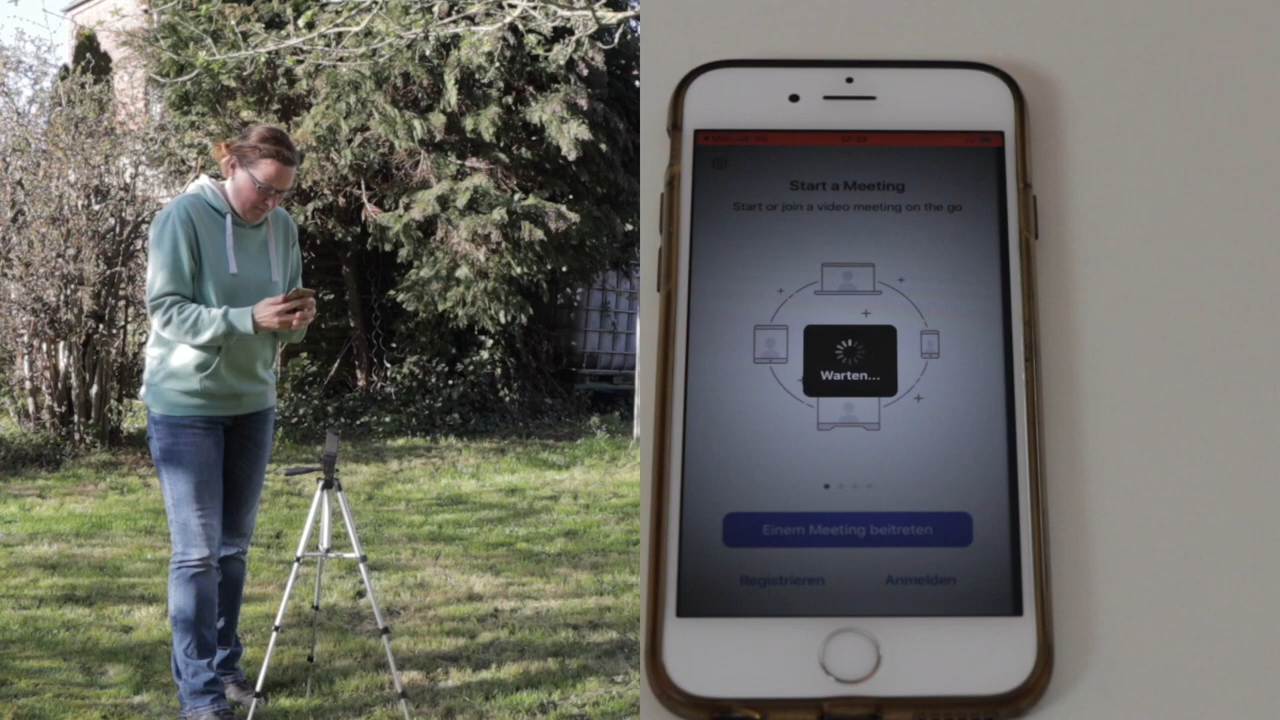 Start a Meeting
Start or join a video meeting on the go
Warten...
Einem Meeting beitreten
Registrieren
Anmelden